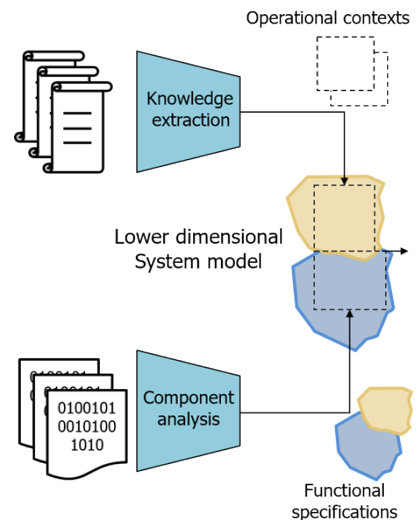 Operational contexts
Knowledge
extraction
Lower dimensional
System model
0100101
0010100
1010
Component
analysis
Functional
specifications